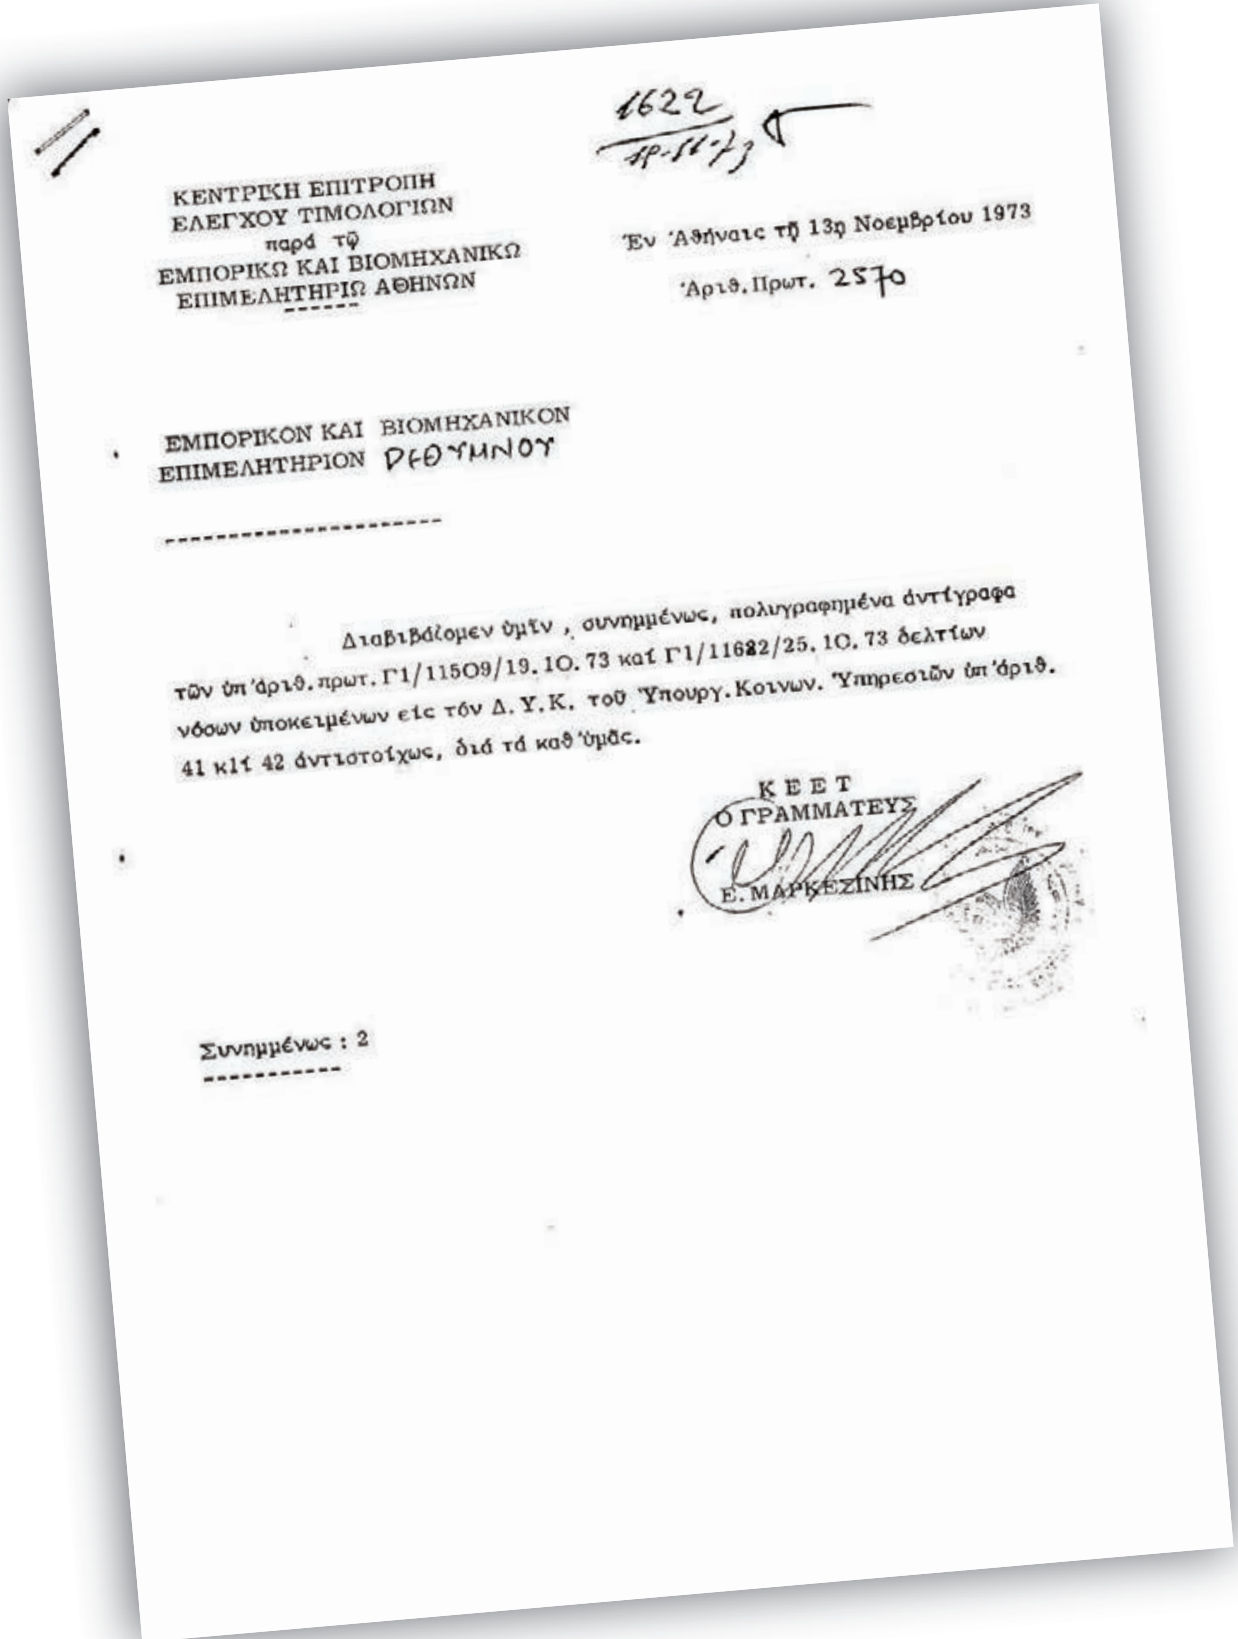 1622
ΚΕΝΤΡΙΚΗ ΕΠΙΤΡΟΠΗ
ΕΛΕΓΧΟΥ ΤΙΜΟΛΟΓΙΩΝ
παρά τῷ
ΕΜΠΟΡΙΚΩ ΚΑΙ ΒΙΟΜΗΧΑΝΙΚΩ
ΕΠΙΜΕΛΗΤΗΡΙΩ ΑΘΗΝΩΝ
Ἐν Ἀθήναις τῇ 13ῃ Νοεμβρίου 1973
Ἀριθ. Πρωτ. 2570
ΕΜΠΟΡΙΚΟΝ ΚΑΙ ΒΙΟΜΗΧΑΝΙΚΟΝ
ΕΠΙΜΕΛΗΤΗΡΙΟΝ ΡΕΘΥΜΝΟΥ
Διαβιβάζομεν ὑμῖν , συνημμένως, πολυγραφημένα ἀντίγραφα
τῶν ὑπ'ἀριθ. πρωτ. Γ1/11509/19. 10. 73 καί Γ1/11682/25. 10. 73 δελτίων
νόσων ὑποκειμένων εἰς τόν Δ. Υ. Κ. τοῦ Ὑπουργ. Κοινων. Ὑπηρεσιῶν ὑπ'ἀριθ.
41 κ1ί 42 ἀντιστοίχως, διά τά καθ'ὑμᾶς.
Κ Ε Ε Τ
Ο ΓΡΑΜΜΑΤΕΥΣ
Ε. ΜΑΡΚΕΣΙΝΗΣ
Συνημμένως : 2